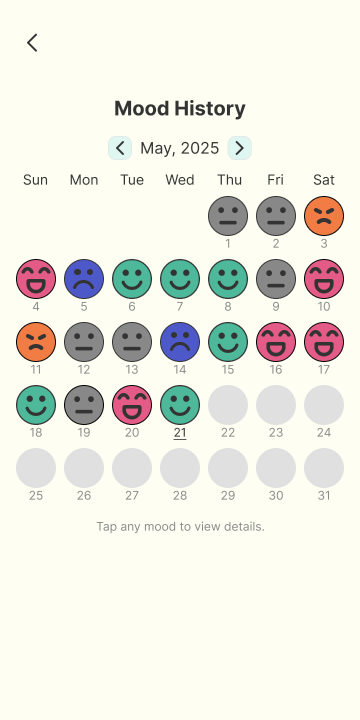 Mood History
May, 2025
Sun Mon Tue Wed Thu Fri Sat
1 2 3
4 5 6 7 8 9 10
11 12 13 14 15 16 17
18 19 20 21 22 23 24
25 26 27 28 29 30 31
Tap any mood to view details.